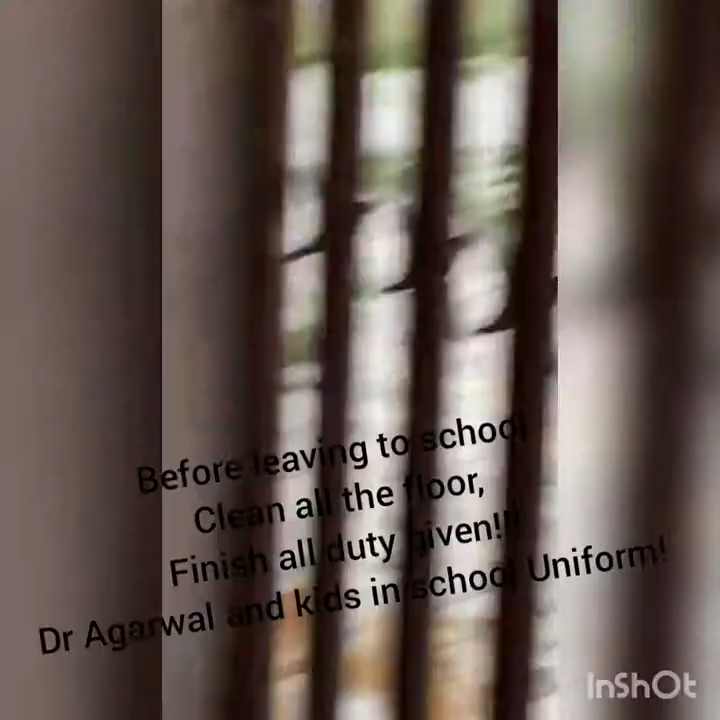 Before leaving to school
Clean all the floor,
Finish all duty given!!!
Dr Agarwal and kids in school Uniform!
InShOt